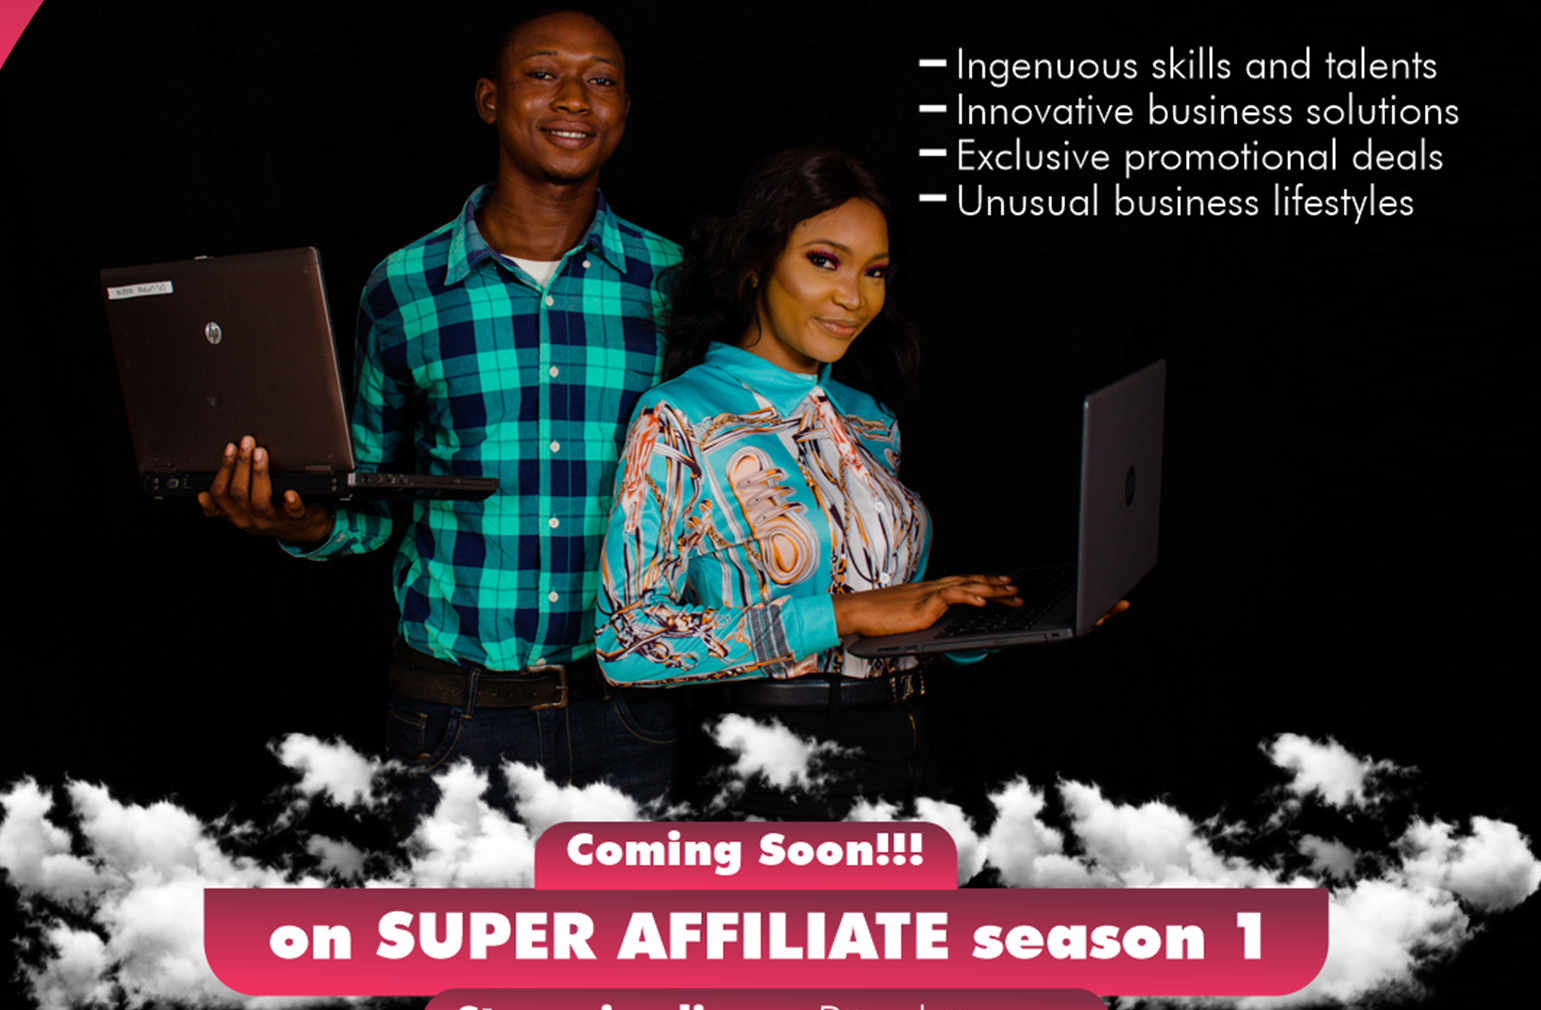 – Ingenuous skills and talents
– Innovative business solutions
– Exclusive promotional deals
– Unusual business lifestyles
hp
Coming Soon!!!
on SUPER AFFILIATE season 1